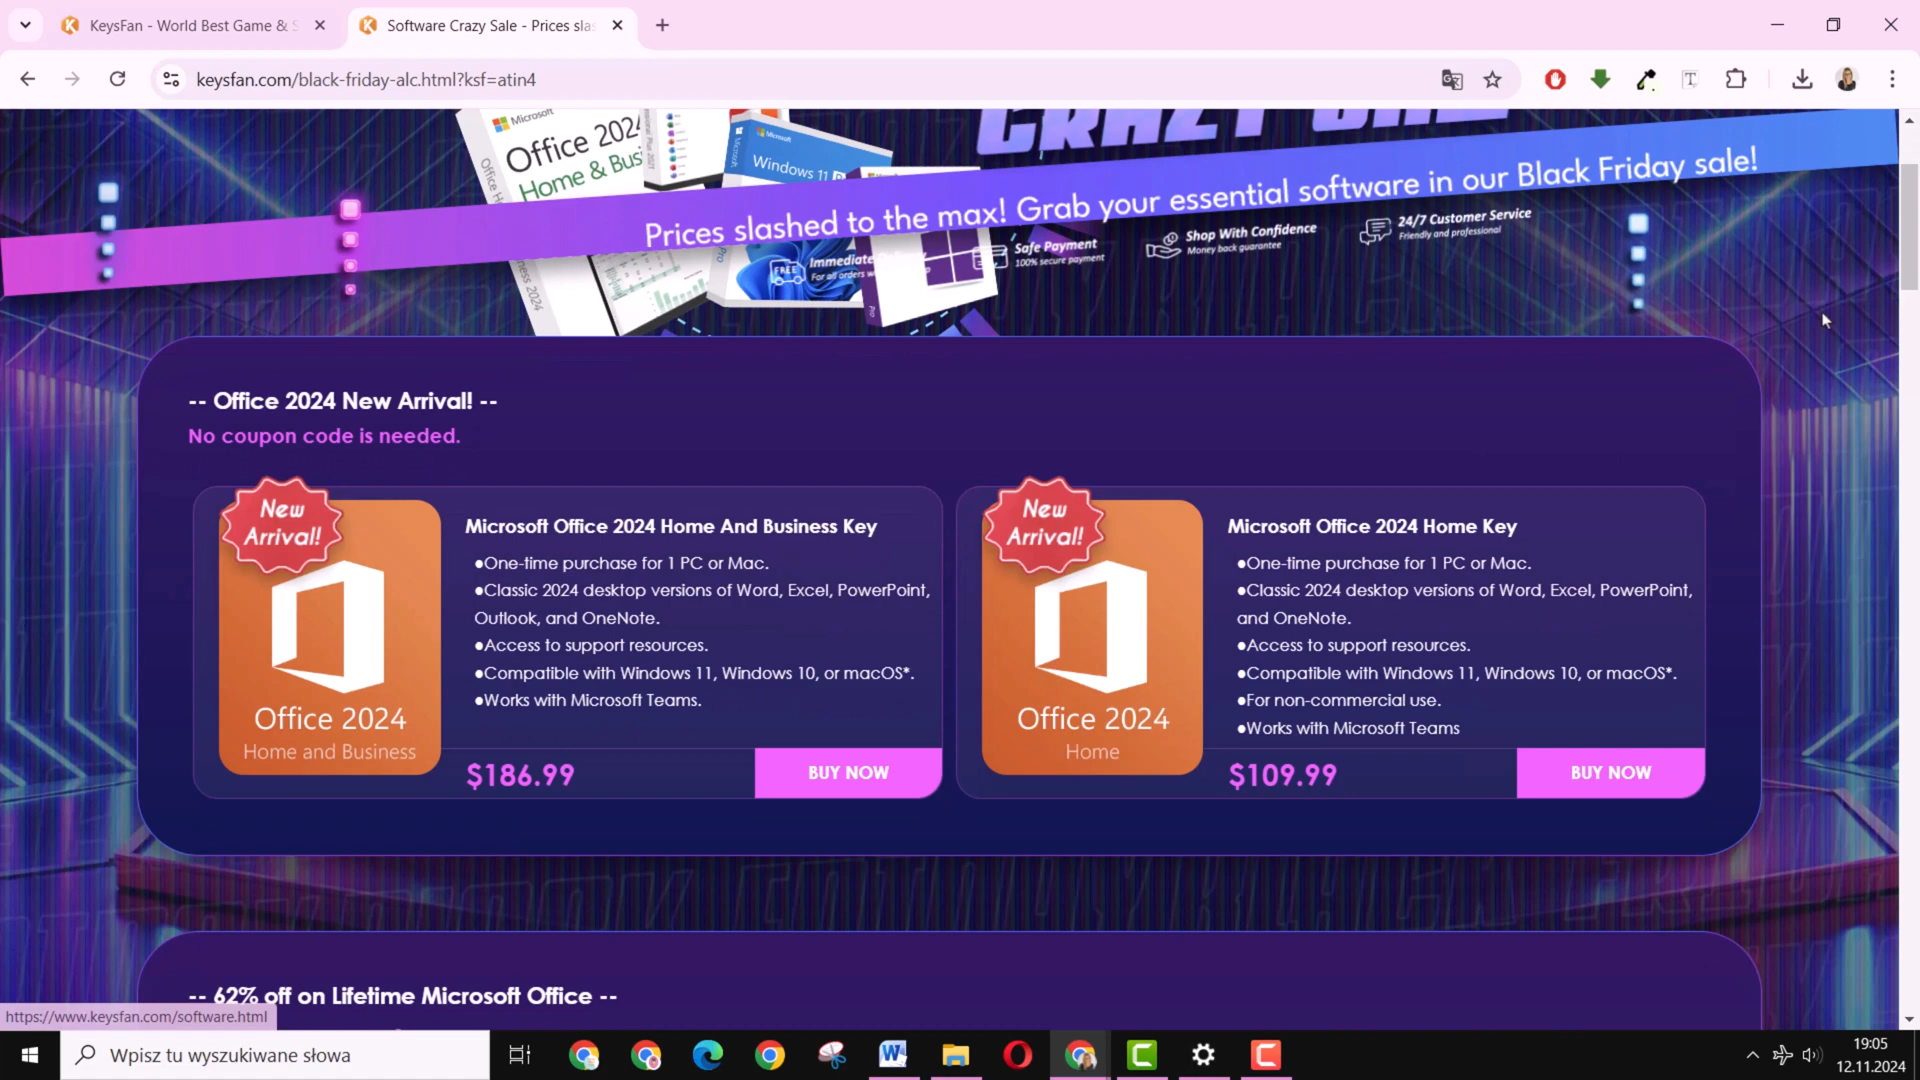 KeysFan - World Best Game & S
Software Crazy Sale - Prices slas
keysfan.com/black-friday-alc.html?ksf=atin4
CRAZY
Microsoft
Office 2024
Home & Busi
Microsoft
Windows 11
Prices slashed to the max! Grab your essential software in our Black Friday sale!
FREE
Immediate
For all orders
Safe Payment
100% secure payment
Shop With Confidence
Money back guarantee
24/7 Customer Service
Friendly and professional
-- Office 2024 New Arrival! --
No coupon code is needed.
New
Arrival!
Office 2024
Home and Business
Microsoft Office 2024 Home And Business Key
●One-time purchase for 1 PC or Mac.
●Classic 2024 desktop versions of Word, Excel, PowerPoint,
Outlook, and OneNote.
●Access to support resources.
●Compatible with Windows 11, Windows 10, or macOS*.
●Works with Microsoft Teams.
$186.99
BUY NOW
New
Arrival!
Office 2024
Home
Microsoft Office 2024 Home Key
●One-time purchase for 1 PC or Mac.
●Classic 2024 desktop versions of Word, Excel, PowerPoint,
and OneNote.
●Access to support resources.
●Compatible with Windows 11, Windows 10, or macOS*.
●For non-commercial use.
●Works with Microsoft Teams
$109.99
BUY NOW
-- 62% off on Lifetime Microsoft Office --
https://www.keysfan.com/software.html
Wpisz tu wyszukiwane słowa
19:05
12.11.2024